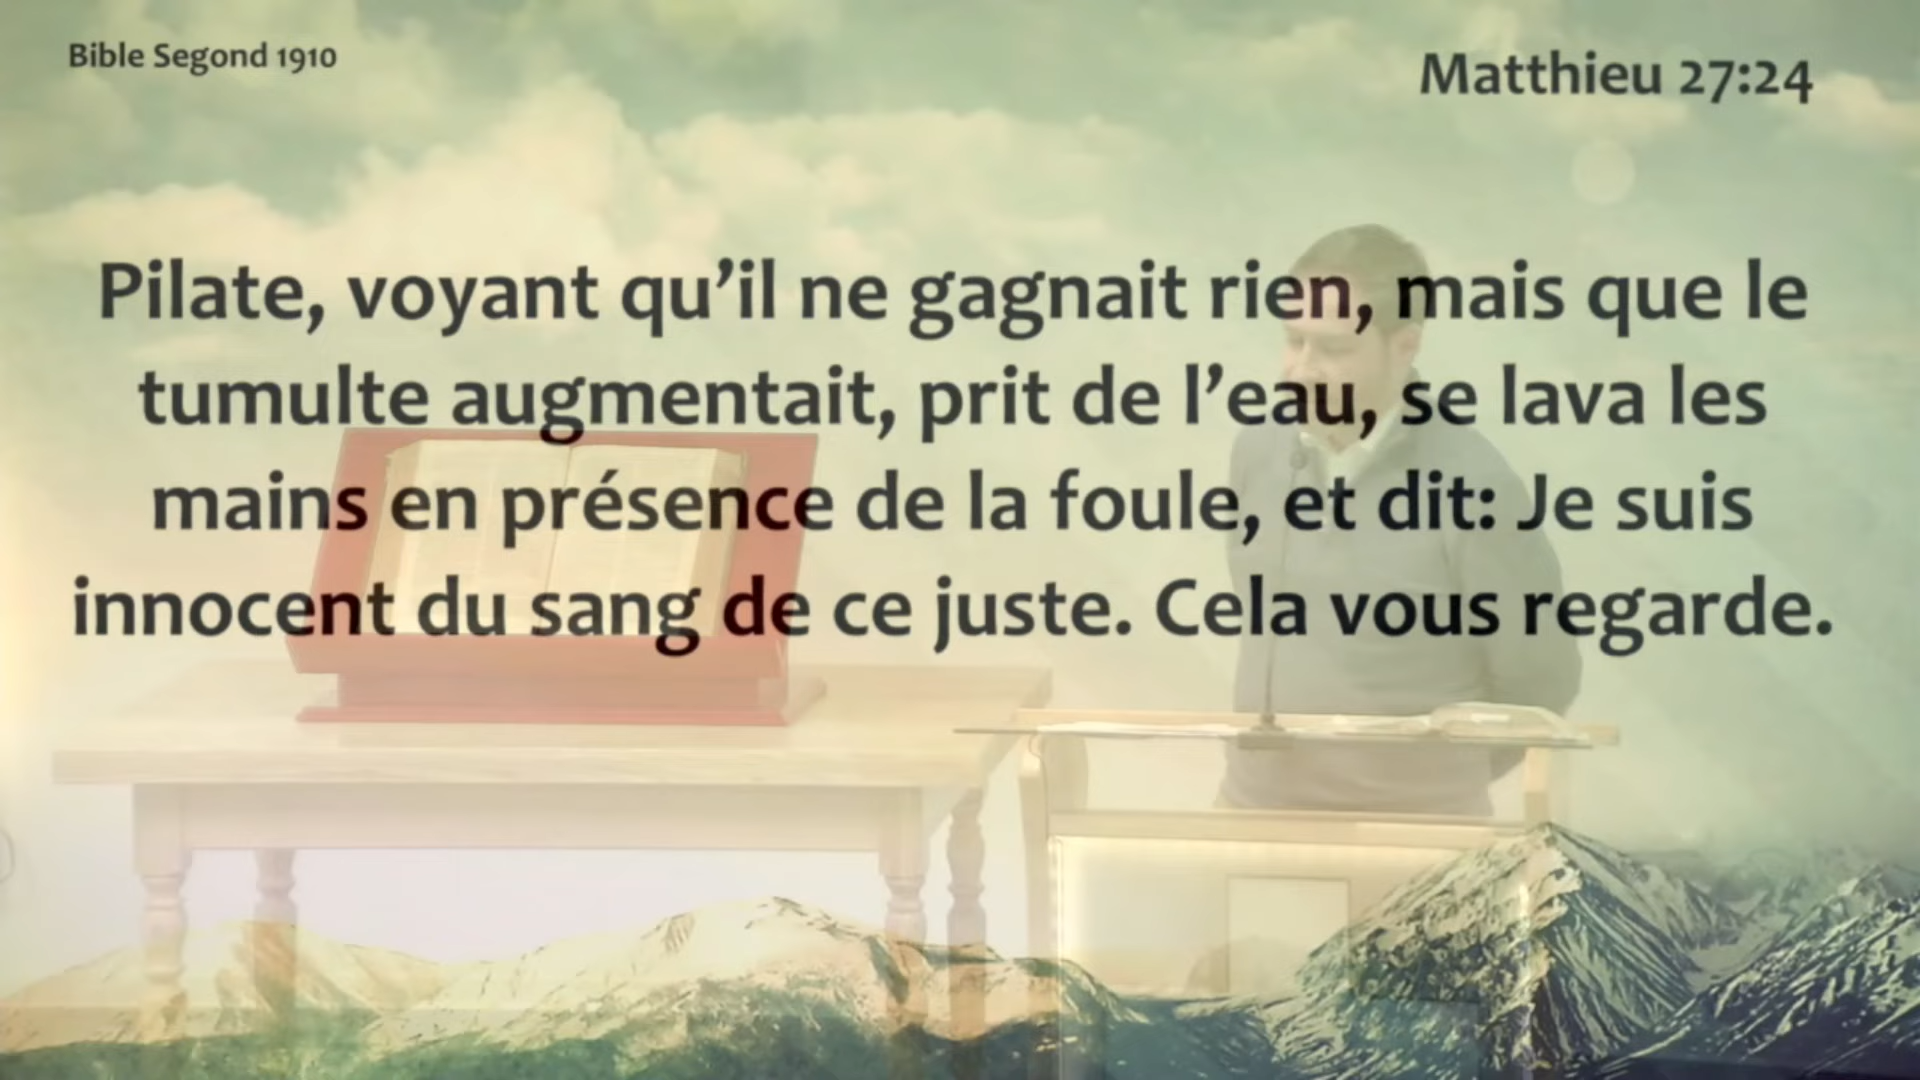 Bible Segond 1910
Matthieu 27:24
Pilate, voyant qu’il ne gagnait rien, mais que le
tumulte augmentait, prit de l’eau, se lava les
mains en présence de la foule, et dit: Je suis
innocent du sang de ce juste. Cela vous regarde.